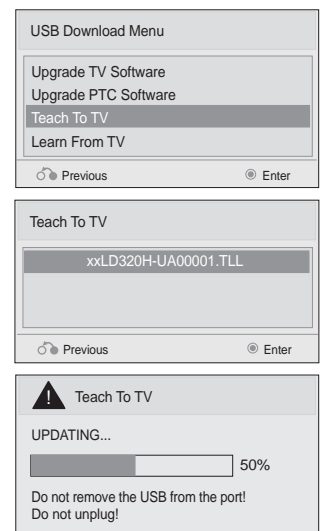 USB Download Menu
Upgrade TV Software
Upgrade PTC Software
Teach To TV
Learn From TV
Previous Enter
Teach To TV
xxLD320H-UA00001.TLL
Previous Enter
! Teach To TV
UPDATING...
50%
Do not remove the USB from the port!
Do not unplug!